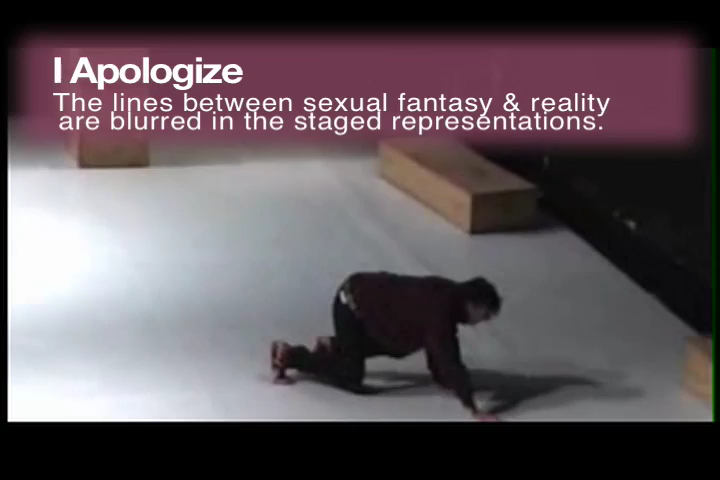 I Apologize
The lines between sexual fantasy & reality
are blurred in the staged representations.